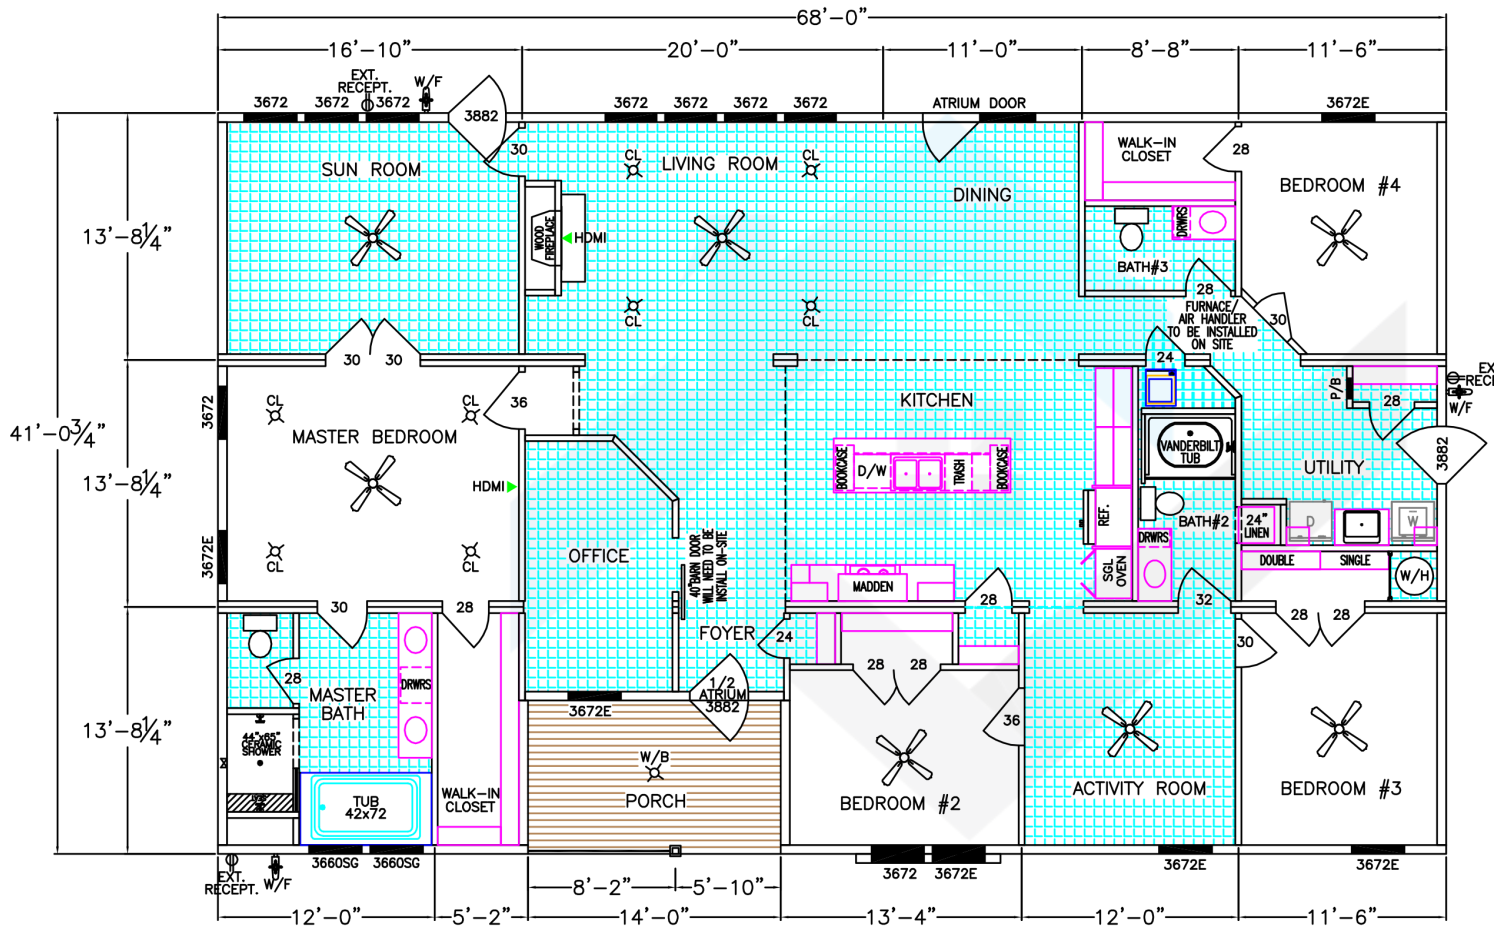 68'-0"
16'-10" 20'-0" 11'-0" 8'-8" 11'-6"
EXT.
RECEPT. W/F
3672 3672 3672 3672 3672 3672 3672 ATRIUM DOOR 3672E
3882
30
SUN ROOM
CL LIVING ROOM CL
DINING
WALK-IN
CLOSET
28
BEDROOM #4
DRWRS
WOOD
FIREPLACE
HDMI
BATH#3
28
13'-8¼" 
CL CL
FURNACE/
AIR HANDLER
TO BE INSTALLED
ON SITE
30
30 30
24
P/B
28
EX
RECE
W/F
3672
CL CL
36
KITCHEN
41'-0¾"
MASTER BEDROOM
BOOKCASE
D/W
TRASH
BOOKCASE
VANDERBILT
TUB
UTILITY
3882
13'-8¼"
HDMI
REF.
BATH#2
24"
LINEN
D
W
3672E
CL CL
OFFICE
40"BARN DOOR
WILL NEED TO BE
INSTALL ON-SITE
DRWRS
DOUBLE SINGLE
SGL
OVEN
MADDEN
W/H
30 28
28
32
28 28
FOYER
24
30
28
28 28
MASTER
BATH
DRWRS
1/2
ATRIUM
3882
3672E
36
13'-8¼"
44"x65"
CERAMIC
SHOWER
W/B
TUB
42x72
WALK-IN
CLOSET
PORCH
BEDROOM #2
ACTIVITY ROOM
BEDROOM #3
EXT.
RECEPT.
W/F
3660SG 3660SG
3672 3672E
3672E
3672E
8'-2" 5'-10"
12'-0" 5'-2" 14'-0" 13'-4" 12'-0" 11'-6"